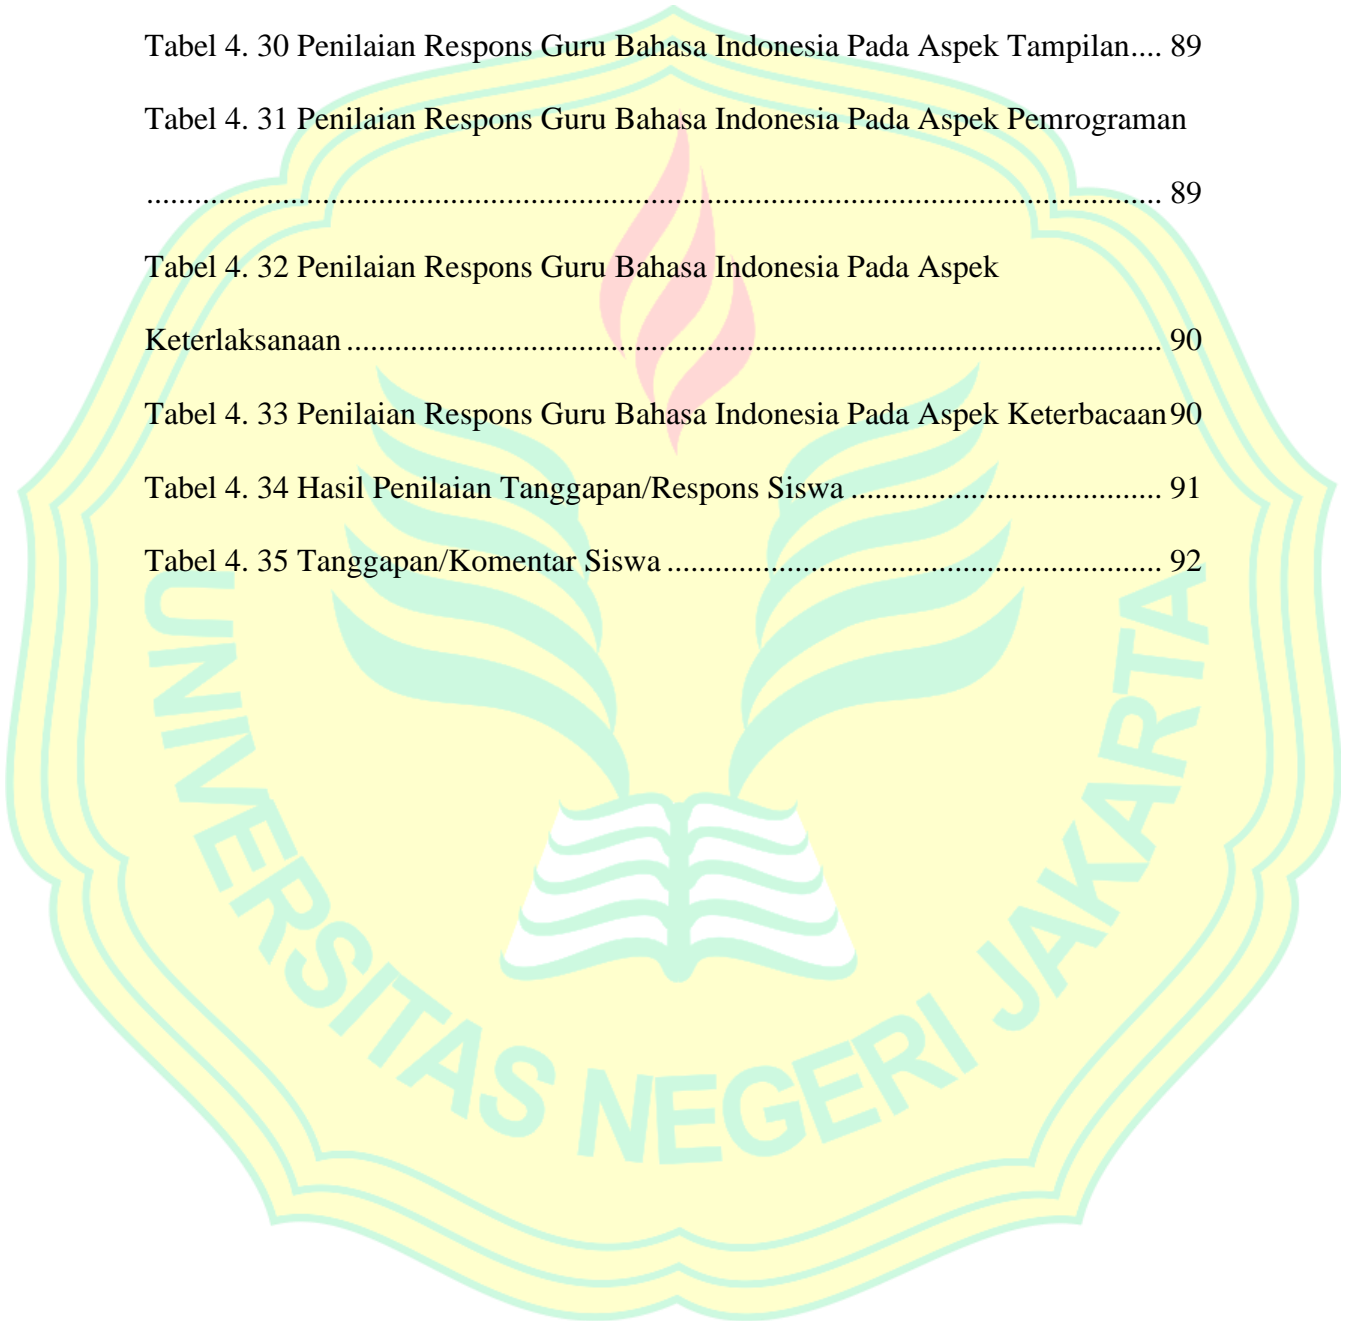 Tabel 4. 30 Penilaian Respons Guru Bahasa Indonesia Pada Aspek Tampilan.... 89
Tabel 4. 31 Penilaian Respons Guru Bahasa Indonesia Pada Aspek Pemrograman
............................................................................................................................... 89
Tabel 4. 32 Penilaian Respons Guru Bahasa Indonesia Pada Aspek
Keterlaksanaan ...................................................................................................... 90
Tabel 4. 33 Penilaian Respons Guru Bahasa Indonesia Pada Aspek Keterbacaan90
Tabel 4. 34 Hasil Penilaian Tanggapan/Respons Siswa ....................................... 91
Tabel 4. 35 Tanggapan/Komentar Siswa .............................................................. 92
UNIVERSITAS NEGERI JAKARTA